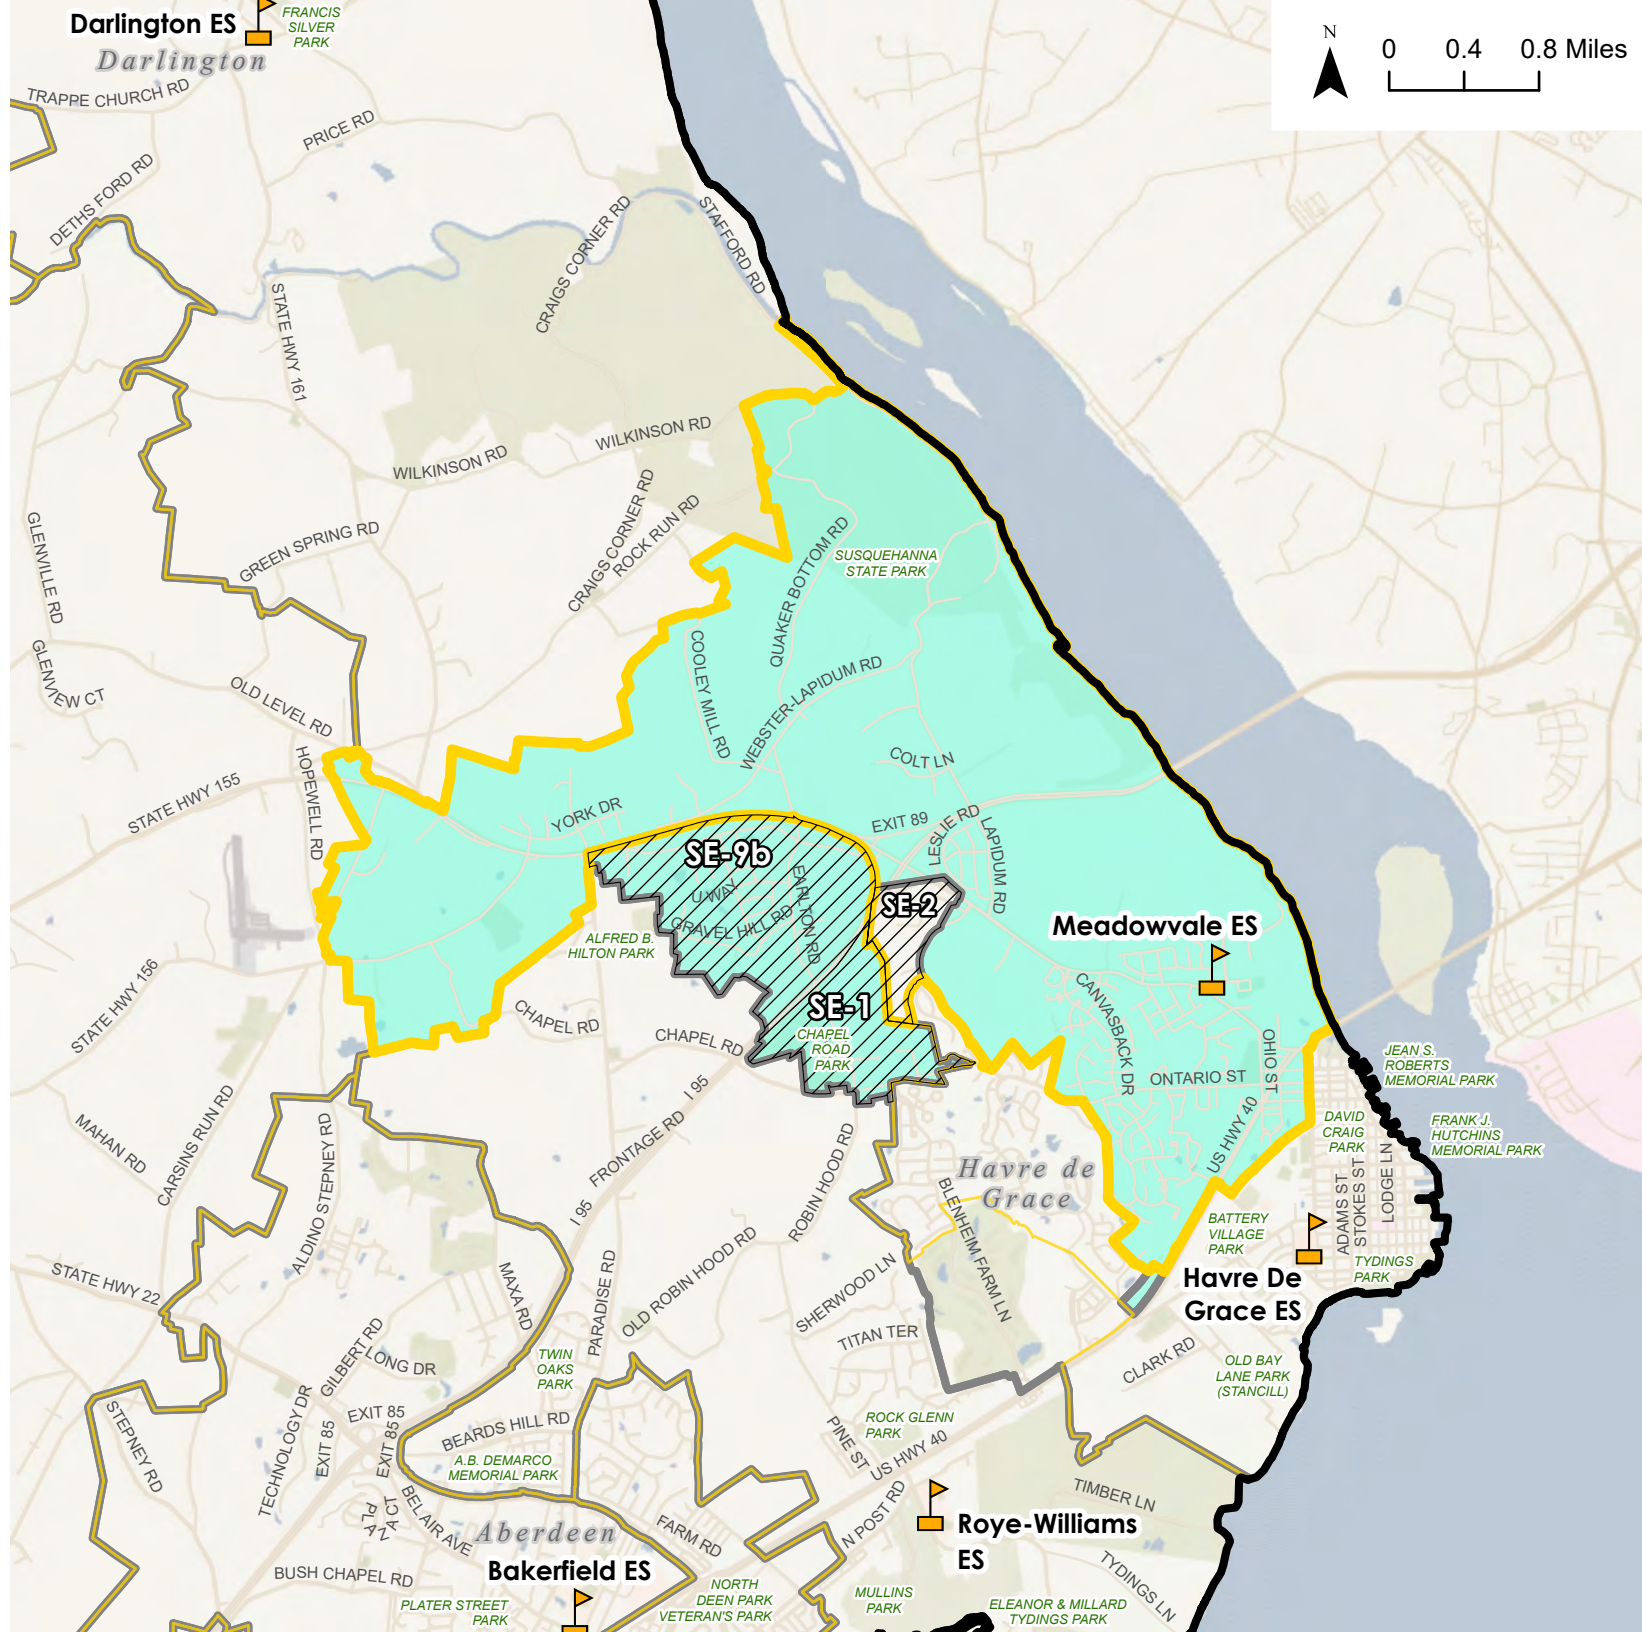 Darlington ES
FRANCIS
SILVER
PARK
Darlington
N
0 0.4 0.8 Miles
TRAPPE CHURCH RD
PRICE RD
DETHS FORD RD
CRAIGS CORNER RD
STAFFORD RD
STATE HWY 161
WILKINSON RD
WILKINSON RD
CRAIGS CORNER RD
ROCK RUN RD
GREEN SPRING RD
GLENVILLE RD
GLENVIEW CT
QUAKER BOTTOM RD
SUSQUEHANNA
STATE PARK
COOLEY MILL RD
WEBSTER-LAPIDUM RD
OLD LEVEL RD
HOPEWELL RD
STATE HWY 155
COLT LN
YORK DR
EXIT 89
LESLIE RD
LAPIDUM RD
SE-9b
U WAY
EARLTON RD
GRAVEL HILL RD
SE-2
Meadowvale ES
ALFRED B.
HILTON PARK
STATE HWY 156
CHAPEL RD
CHAPEL RD
SE-1
CHAPEL
ROAD
PARK
CANVASBACK DR
OHIO ST
ONTARIO ST
US HWY 40
JEAN S.
ROBERTS
MEMORIAL PARK
DAVID
CRAIG
PARK
FRANK J.
HUTCHINS
MEMORIAL PARK
I 95
FRONTAGE RD
I 95
MAHAN RD
CARSINS RUN RD
ALDINO STEPNEY RD
ROBIN HOOD RD
Havre de
Grace
BLENHEIM FARM LN
ADAMS ST
STOKES ST
LODGE LN
BATTERY
VILLAGE
PARK
TYDINGS
PARK
Havre De
Grace ES
STATE HWY 22
MAXA RD
PARADISE RD
OLD ROBIN HOOD RD
SHERWOOD LN
TITAN TER
CLARK RD
OLD BAY
LANE PARK
(STANCILL)
GILBERT RD
LONG DR
TWIN
OAKS
PARK
STEPNEY RD
TECHNOLOGY DR
EXIT 85
EXIT 85
EXIT 85
BEARDS HILL RD
A.B. DEMARCO
MEMORIAL PARK
ROCK GLENN
PARK
PINE ST
US HWY 40
N POST RD
TIMBER LN
Roye-Williams
ES
PLAZA CT
BEL AIR AVE
Aberdeen
FARM RD
Bakerfield ES
BUSH CHAPEL RD
PLATER STREET
PARK
NORTH
DEEN PARK
VETERAN'S PARK
MULLINS
PARK
ELEANOR & MILLARD
TYDINGS PARK
TYDINGS LN